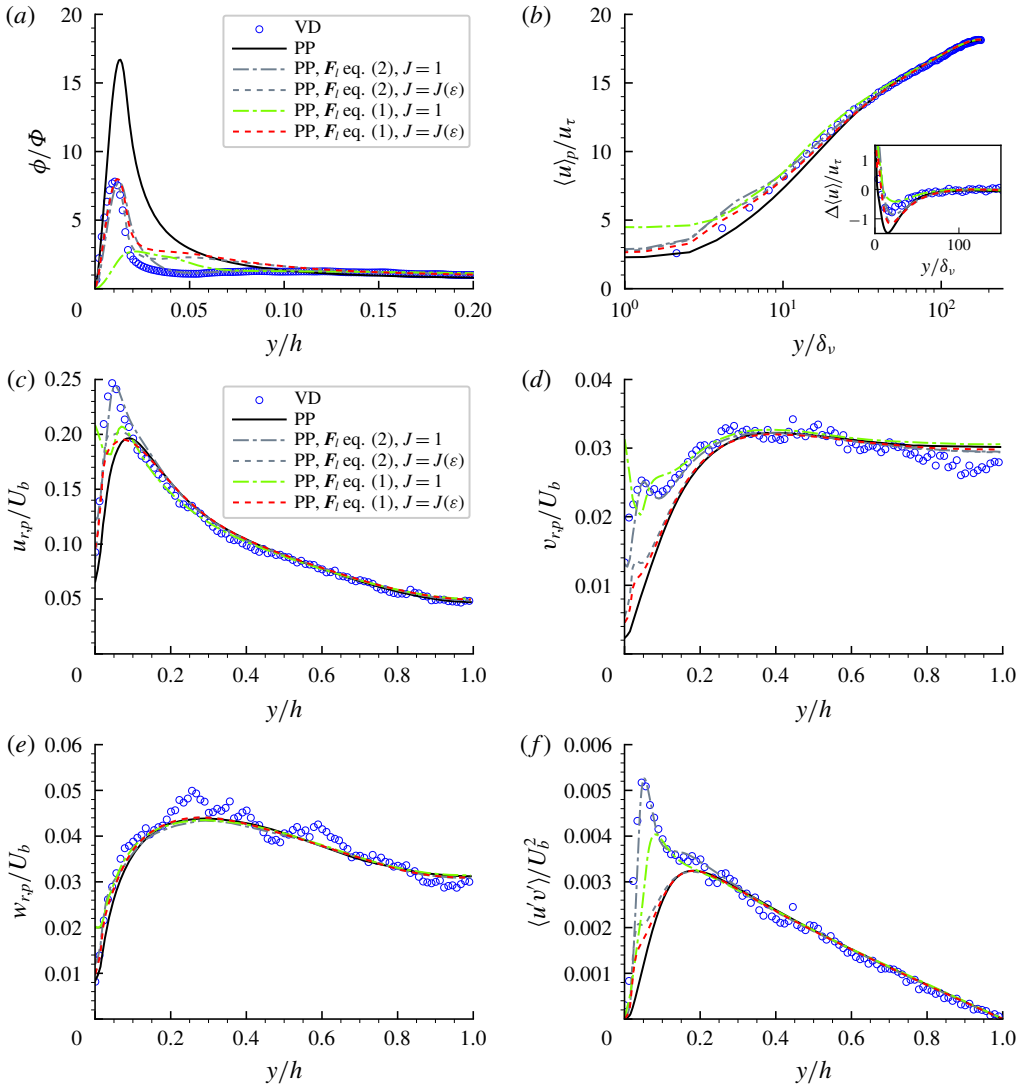 (a)
20
15
10
5
0
0.05
0.10
0.15
0.20
ϕ/Φ
y/h
VD
PP
PP, F_l eq. (2), J = 1
PP, F_l eq. (2), J = J(ε)
PP, F_l eq. (1), J = 1
PP, F_l eq. (1), J = J(ε)
(b)
20
15
10
5
0
10^0
10^1
10^2
⟨u⟩_p/u_τ
y/δ_ν
1
0
−1
0
100
Δ⟨u⟩/u_τ
y/δ_ν
(c)
0.25
0.20
0.15
0.10
0.05
0
0.2
0.4
0.6
0.8
1.0
u_{r,p}/U_b
y/h
VD
PP
PP, F_l eq. (2), J = 1
PP, F_l eq. (2), J = J(ε)
PP, F_l eq. (1), J = 1
PP, F_l eq. (1), J = J(ε)
(d)
0.04
0.03
0.02
0.01
0
0.2
0.4
0.6
0.8
1.0
v_{r,p}/U_b
y/h
(e)
0.06
0.05
0.04
0.03
0.02
0.01
0
0.2
0.4
0.6
0.8
1.0
w_{r,p}/U_b
y/h
(f)
0.006
0.005
0.004
0.003
0.002
0.001
0
0.2
0.4
0.6
0.8
1.0
⟨u′v′⟩/U_b^2
y/h